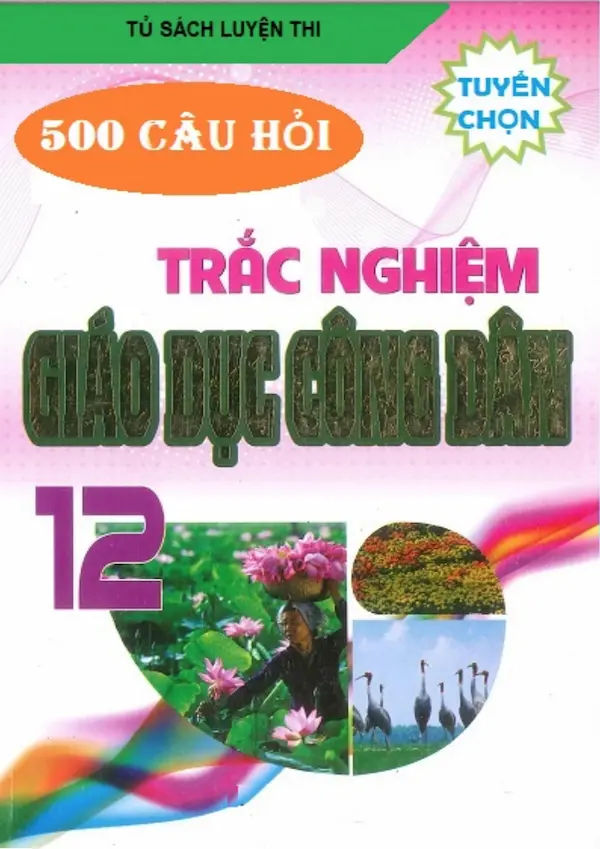 TỦ SÁCH LUYỆN THI
TUYỂN
CHỌN
500 CÂU HỎI
TRẮC NGHIỆM
GIÁO DỤC CÔNG DÂN
12